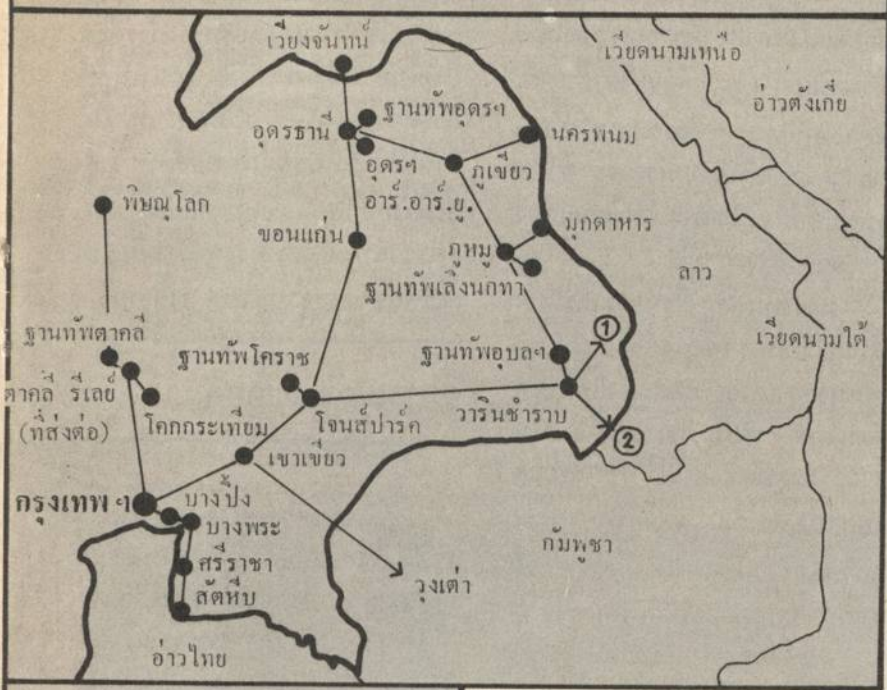 เวียงจันทน์
เวียดนามเหนือ
อ่าวตังเกี๋ย
ฐานทัพอุดรฯ
อุดรธานี
นครพนม
อุดรฯ
ภูเขียว
อาร์.อาร์.ยู.
พิษณุโลก
ขอนแก่น
มุกดาหาร
ภูหมู
ลาว
ฐานทัพเลิงนกทา
①
ฐานทัพตาคลี
ฐานทัพโคราช
ฐานทัพอุบลฯ
เวียดนามใต้
ตาคลี รีเลย์
(ที่ส่งต่อ)
โคกกระเทียม
โจนส์ปาร์ค
วารินชำราบ
②
เขาเขียว
กรุงเทพฯ
บางปิ้ง
บางพระ
กัมพูชา
ศรีราชา
วุงเต่า
สัตหีบ
อ่าวไทย